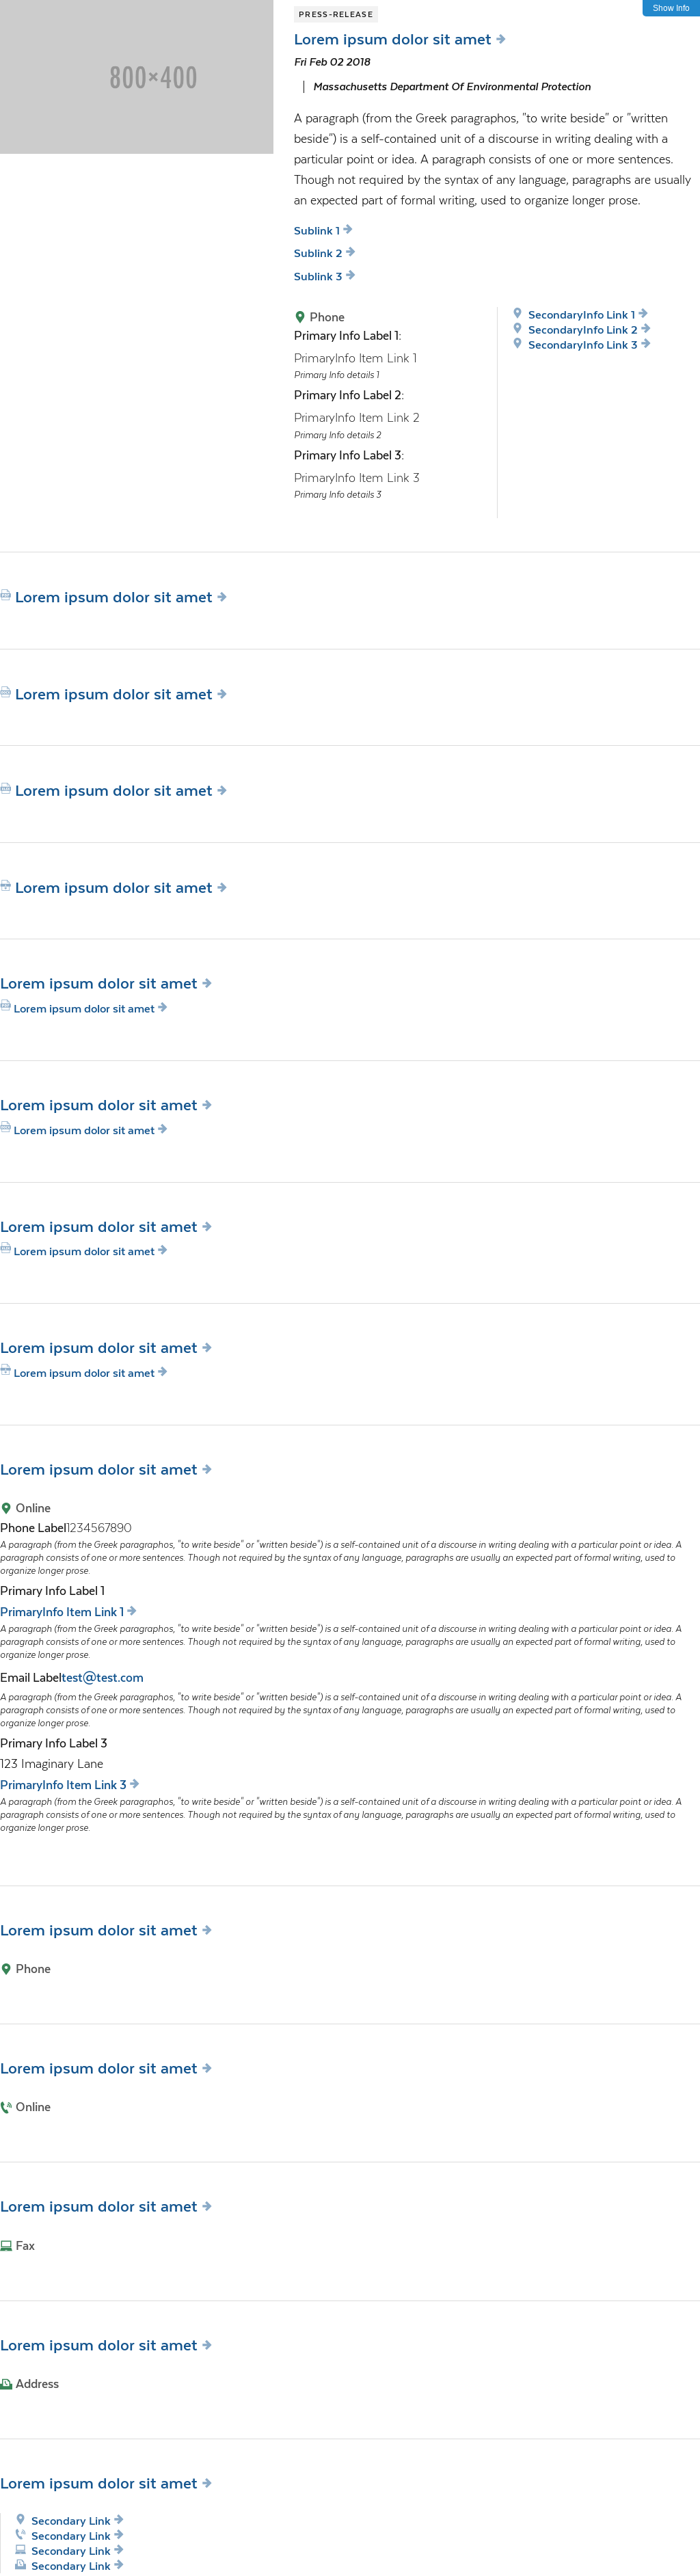 Show Info
800×400
PRESS-RELEASE
Lorem ipsum dolor sit amet
Fri Feb 02 2018
Massachusetts Department Of Environmental Protection
A paragraph (from the Greek paragraphos, "to write beside" or "written
beside") is a self-contained unit of a discourse in writing dealing with a
particular point or idea. A paragraph consists of one or more sentences.
Though not required by the syntax of any language, paragraphs are usually
an expected part of formal writing, used to organize longer prose.
Sublink 1
Sublink 2
Sublink 3
Phone
Primary Info Label 1:
PrimaryInfo Item Link 1
Primary Info details 1
Primary Info Label 2:
PrimaryInfo Item Link 2
Primary Info details 2
Primary Info Label 3:
PrimaryInfo Item Link 3
Primary Info details 3
SecondaryInfo Link 1
SecondaryInfo Link 2
SecondaryInfo Link 3
Lorem ipsum dolor sit amet
Lorem ipsum dolor sit amet
Lorem ipsum dolor sit amet
Lorem ipsum dolor sit amet
Lorem ipsum dolor sit amet
Lorem ipsum dolor sit amet
Lorem ipsum dolor sit amet
Lorem ipsum dolor sit amet
Lorem ipsum dolor sit amet
Lorem ipsum dolor sit amet
Lorem ipsum dolor sit amet
Lorem ipsum dolor sit amet
Lorem ipsum dolor sit amet
Online
Phone Label1234567890
A paragraph (from the Greek paragraphos, "to write beside" or "written beside") is a self-contained unit of a discourse in writing dealing with a particular point or idea. A
paragraph consists of one or more sentences. Though not required by the syntax of any language, paragraphs are usually an expected part of formal writing, used to
organize longer prose.
Primary Info Label 1
PrimaryInfo Item Link 1
A paragraph (from the Greek paragraphos, "to write beside" or "written beside") is a self-contained unit of a discourse in writing dealing with a particular point or idea. A
paragraph consists of one or more sentences. Though not required by the syntax of any language, paragraphs are usually an expected part of formal writing, used to
organize longer prose.
Email Labeltest@test.com
A paragraph (from the Greek paragraphos, "to write beside" or "written beside") is a self-contained unit of a discourse in writing dealing with a particular point or idea. A
paragraph consists of one or more sentences. Though not required by the syntax of any language, paragraphs are usually an expected part of formal writing, used to
organize longer prose.
Primary Info Label 3
123 Imaginary Lane
PrimaryInfo Item Link 3
A paragraph (from the Greek paragraphos, "to write beside" or "written beside") is a self-contained unit of a discourse in writing dealing with a particular point or idea. A
paragraph consists of one or more sentences. Though not required by the syntax of any language, paragraphs are usually an expected part of formal writing, used to
organize longer prose.
Lorem ipsum dolor sit amet
Phone
Lorem ipsum dolor sit amet
Online
Lorem ipsum dolor sit amet
Fax
Lorem ipsum dolor sit amet
Address
Lorem ipsum dolor sit amet
Secondary Link
Secondary Link
Secondary Link
Secondary Link